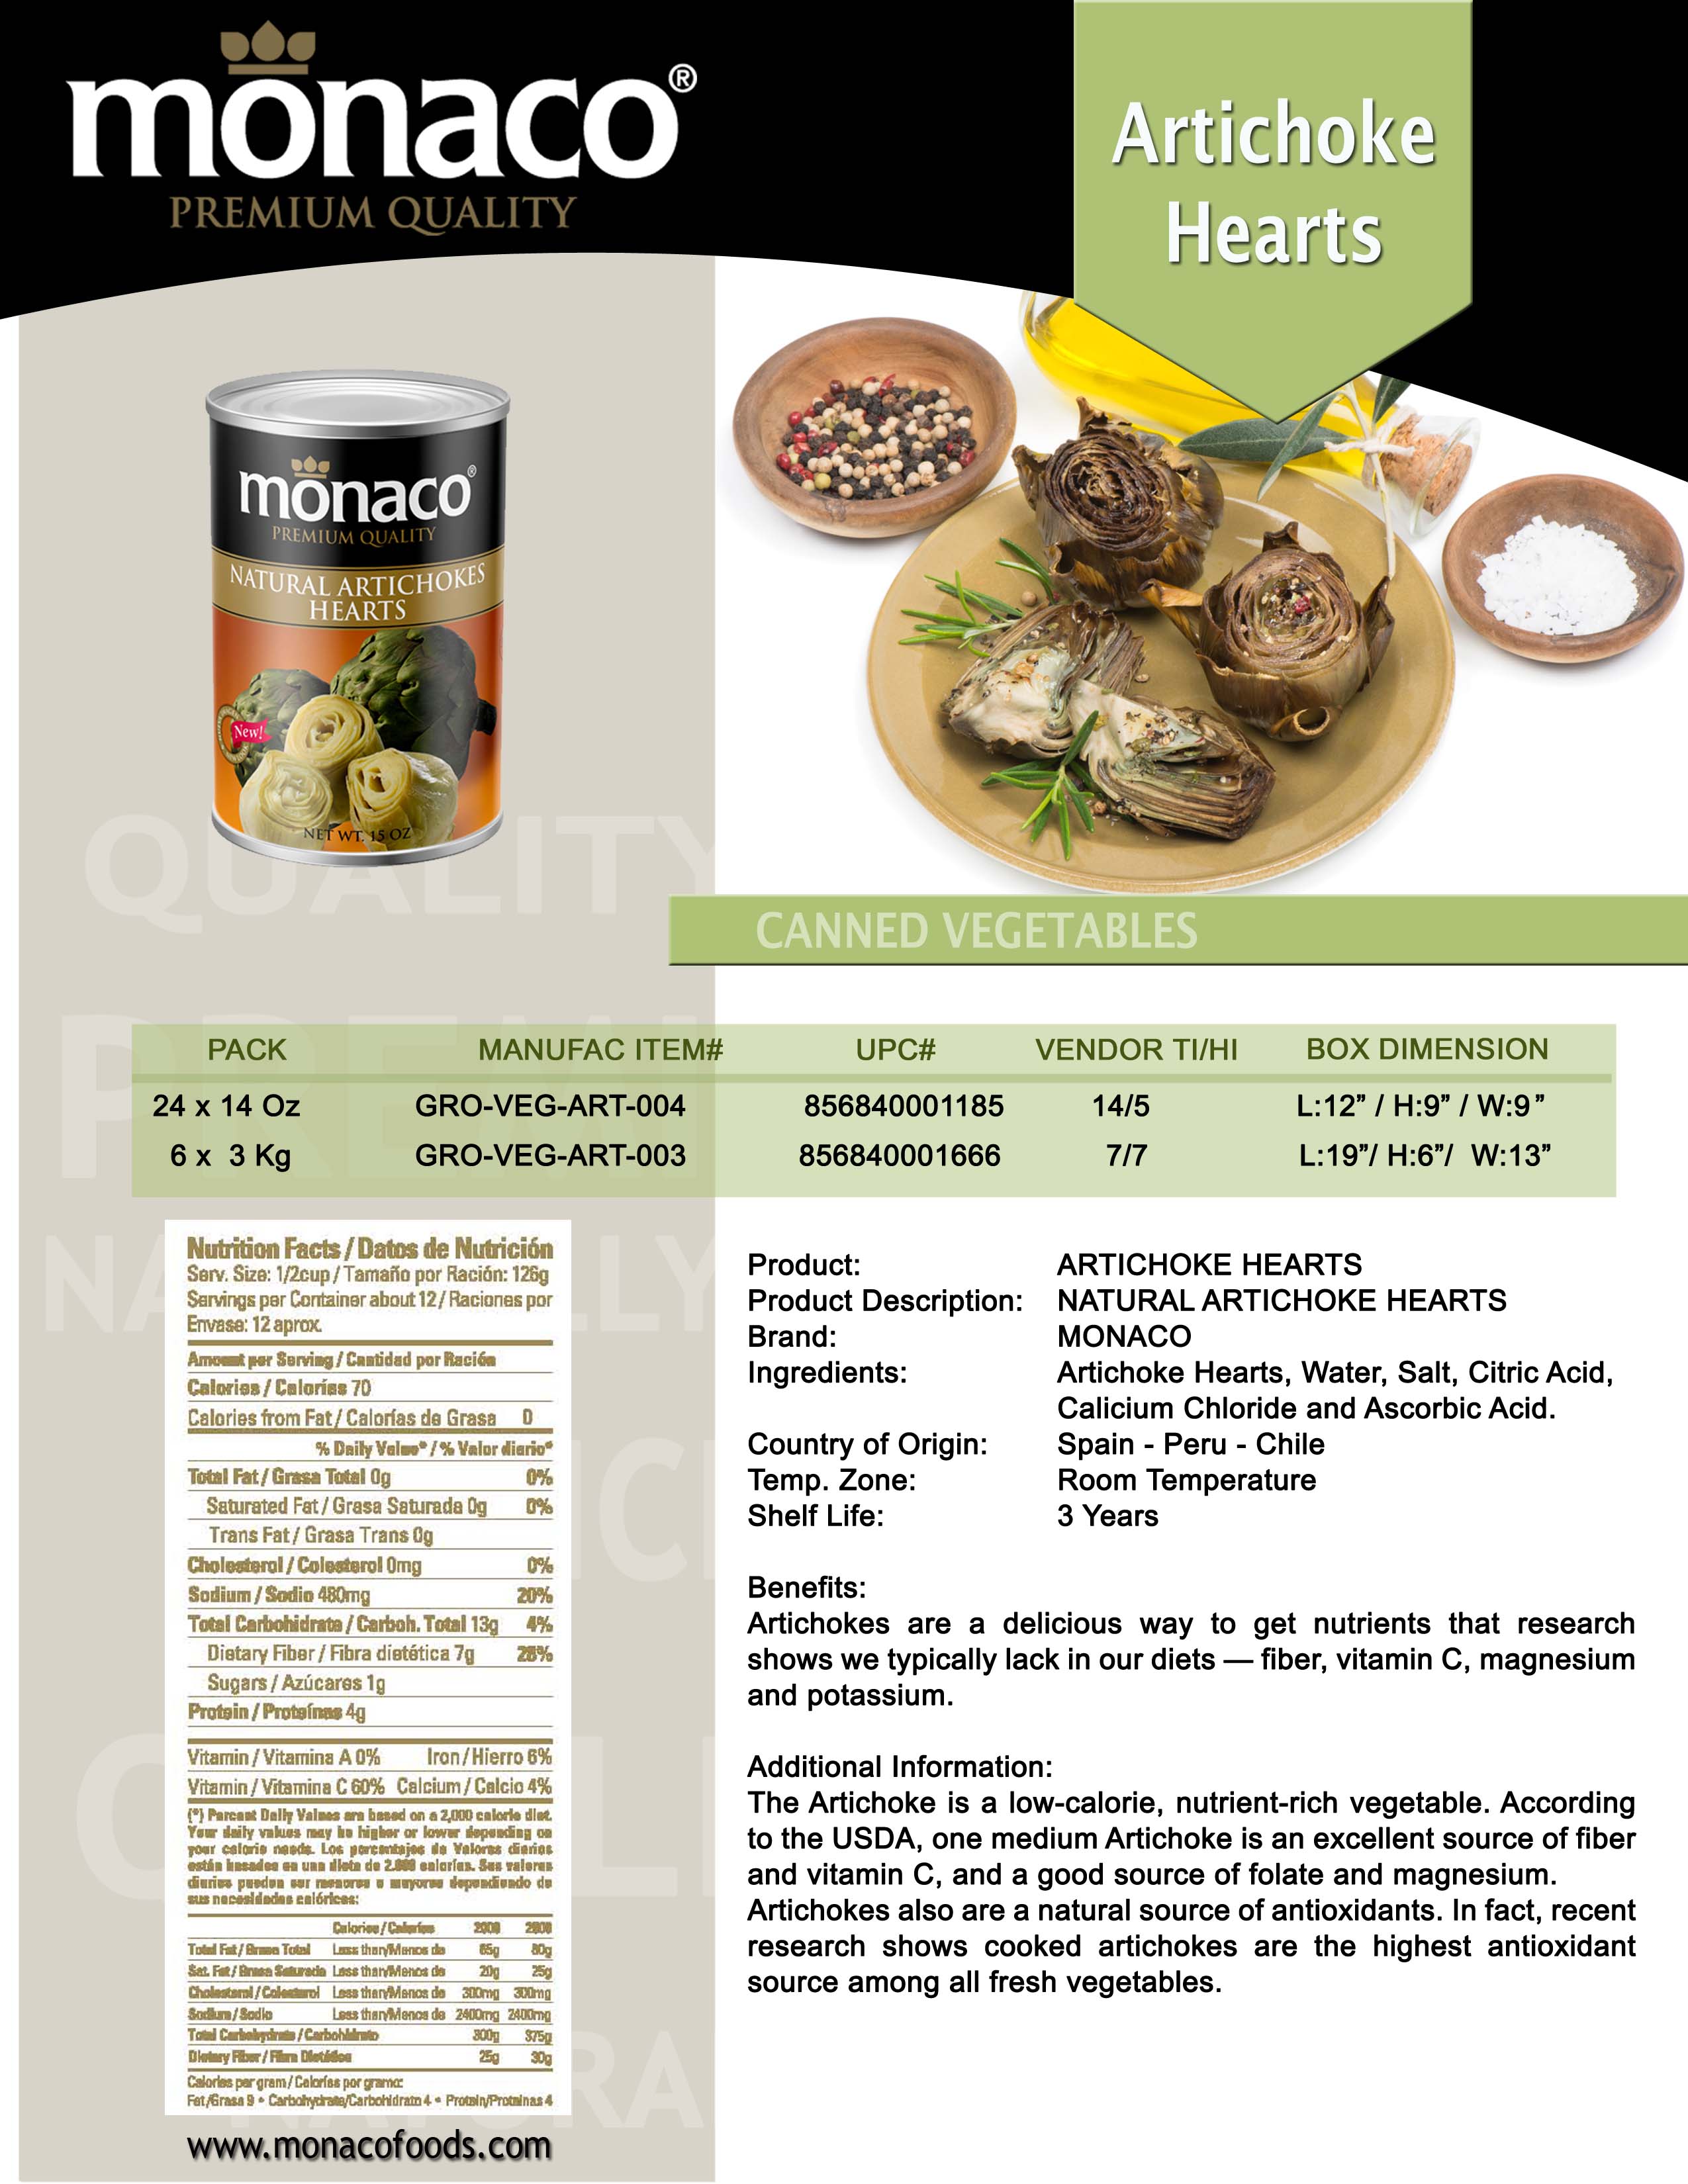 monaco®
PREMIUM QUALITY
Artichoke
Hearts
monaco®
PREMIUM QUALITY
NATURAL ARTICHOKES
HEARTS
New!
NET WT. 15 OZ
QUALITY
CANNED VEGETABLES
PACK MANUFAC ITEM# UPC# VENDOR TI/HI BOX DIMENSION
24 x 14 Oz GRO-VEG-ART-004 856840001185 14/5 L:12” / H:9” / W:9”
6 x 3 Kg GRO-VEG-ART-003 856840001666 7/7 L:19”/ H:6”/ W:13”
Nutrition Facts / Datos de Nutrición
Serv. Size: 1/2cup / Tamaño por Ración: 126g
Servings per Container about 12 / Raciones por
Envase: 12 aprox.
Amount per Serving / Cantidad por Ración
Calories / Calorías 70
Calories from Fat / Calorías de Grasa 0
% Daily Value* / % Valor diario*
Total Fat / Grasa Total 0g 0%
Saturated Fat / Grasa Saturada 0g 0%
Trans Fat / Grasa Trans 0g
Cholesterol / Colesterol 0mg 0%
Sodium / Sodio 480mg 20%
Total Carbohidrate / Carboh. Total 13g 4%
Dietary Fiber / Fibra dietética 7g 28%
Sugars / Azúcares 1g
Protein / Proteínas 4g
Vitamin / Vitamina A 0% Iron / Hierro 6%
Vitamin / Vitamina C 60% Calcium / Calcio 4%
(*) Percent Daily Values are based on a 2,000 calorie diet.
Your daily values may be higher or lower depending on
your calorie needs. Los porcentajes de Valores diarios
están basados en una dieta de 2.000 calorías. Sus valores
diarios pueden ser menores o mayores dependiendo de
sus necesidades calóricas:
Calories / Calorías 2000 2500
Total Fat / Grasa Total Less than/Menos de 65g 80g
Sat. Fat / Grasa Saturada Less than/Menos de 20g 25g
Cholesterol / Colesterol Less than/Menos de 300mg 300mg
Sodium / Sodio Less than/Menos de 2400mg 2400mg
Total Carbohydrate / Carbohidrato 300g 375g
Dietary Fiber / Fibra Dietética 25g 30g
Calories per gram / Calorías por gramo:
Fat /Grasa 9 • Carbohydrate/Carbohidrato 4 • Protein/Proteinas 4
www.monacofoods.com
Product: ARTICHOKE HEARTS
Product Description: NATURAL ARTICHOKE HEARTS
Brand: MONACO
Ingredients: Artichoke Hearts, Water, Salt, Citric Acid,
Calicium Chloride and Ascorbic Acid.
Country of Origin: Spain - Peru - Chile
Temp. Zone: Room Temperature
Shelf Life: 3 Years
Benefits:
Artichokes are a delicious way to get nutrients that research
shows we typically lack in our diets — fiber, vitamin C, magnesium
and potassium.
Additional Information:
The Artichoke is a low-calorie, nutrient-rich vegetable. According
to the USDA, one medium Artichoke is an excellent source of fiber
and vitamin C, and a good source of folate and magnesium.
Artichokes also are a natural source of antioxidants. In fact, recent
research shows cooked artichokes are the highest antioxidant
source among all fresh vegetables.